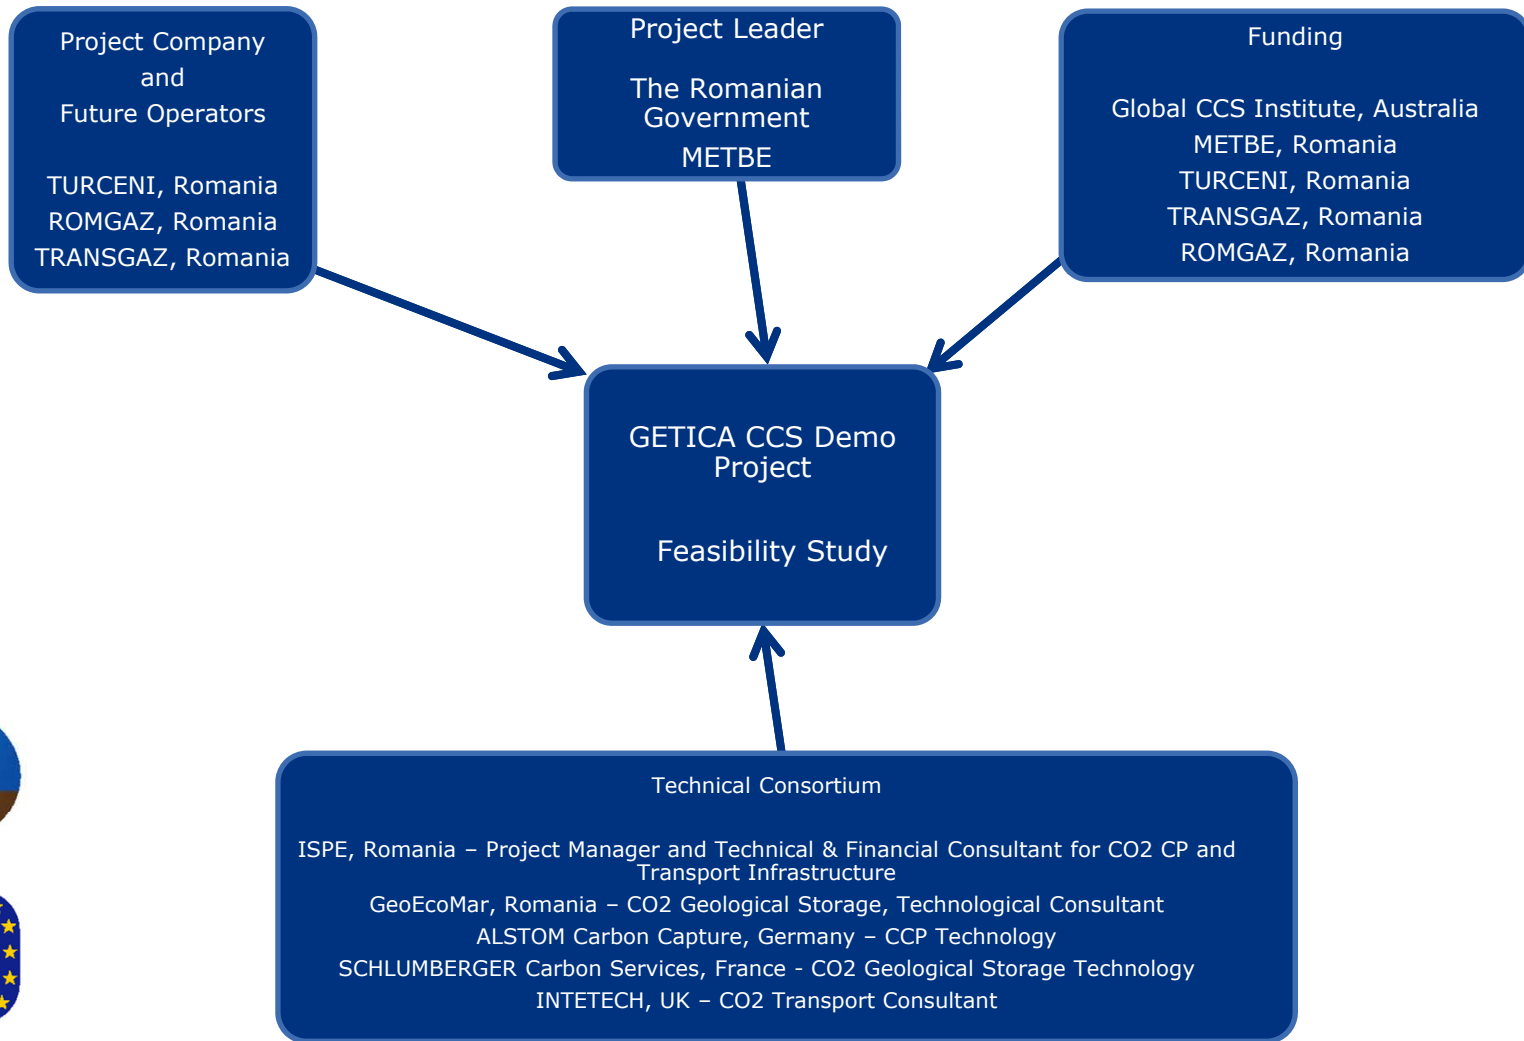 Project Company
and
Future Operators
TURCENI, Romania
ROMGAZ, Romania
TRANSGAZ, Romania
Project Leader
The Romanian
Government
METBE
Funding
Global CCS Institute, Australia
METBE, Romania
TURCENI, Romania
TRANSGAZ, Romania
ROMGAZ, Romania
GETICA CCS Demo
Project
Feasibility Study
Technical Consortium
ISPE, Romania – Project Manager and Technical & Financial Consultant for CO2 CP and
Transport Infrastructure
GeoEcoMar, Romania – CO2 Geological Storage, Technological Consultant
ALSTOM Carbon Capture, Germany – CCP Technology
SCHLUMBERGER Carbon Services, France - CO2 Geological Storage Technology
INTETECH, UK – CO2 Transport Consultant